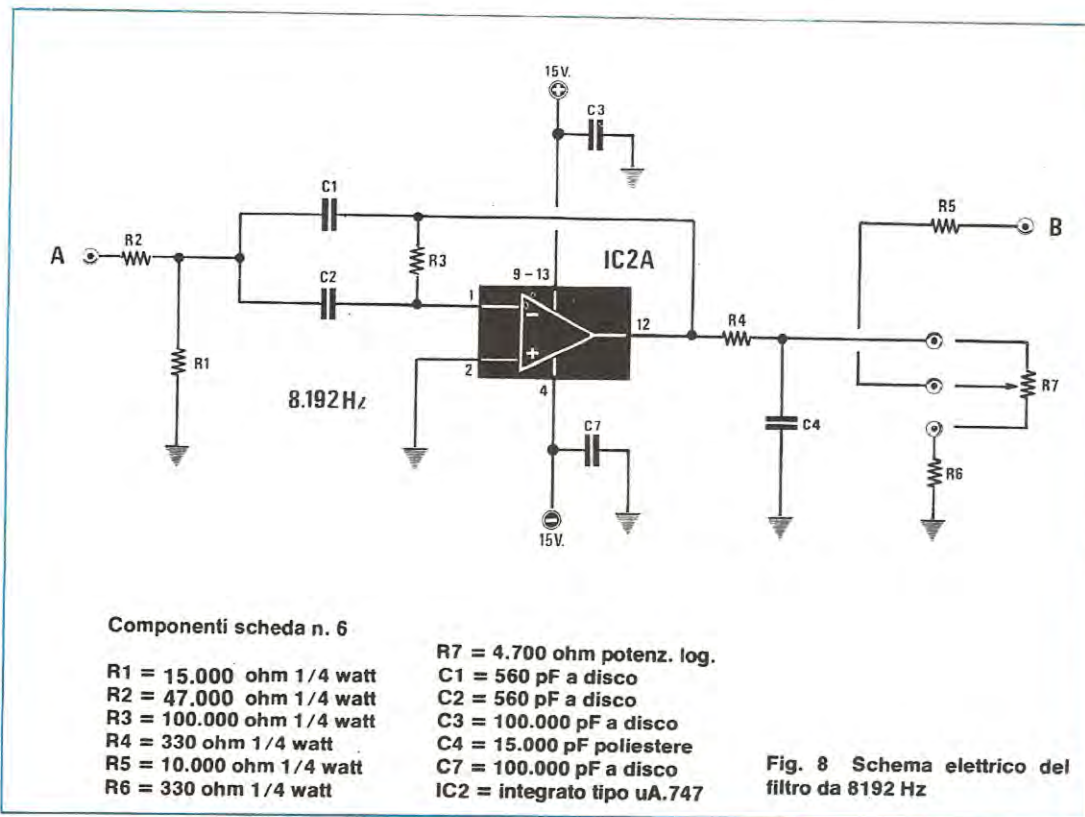 15V.
C3
C1
R2
A
R3
C2
9-13
IC2A
R5
B
1
12
R4
2
4
R1
8.192Hz
C7
C4
R7
R6
15V.
Componenti scheda n. 6
R1 = 15.000 ohm 1/4 watt
R2 = 47.000 ohm 1/4 watt
R3 = 100.000 ohm 1/4 watt
R4 = 330 ohm 1/4 watt
R5 = 10.000 ohm 1/4 watt
R6 = 330 ohm 1/4 watt
R7 = 4.700 ohm potenz. log.
C1 = 560 pF a disco
C2 = 560 pF a disco
C3 = 100.000 pF a disco
C4 = 15.000 pF poliestere
C7 = 100.000 pF a disco
IC2 = integrato tipo uA.747
Fig. 8 Schema elettrico del
filtro da 8192 Hz